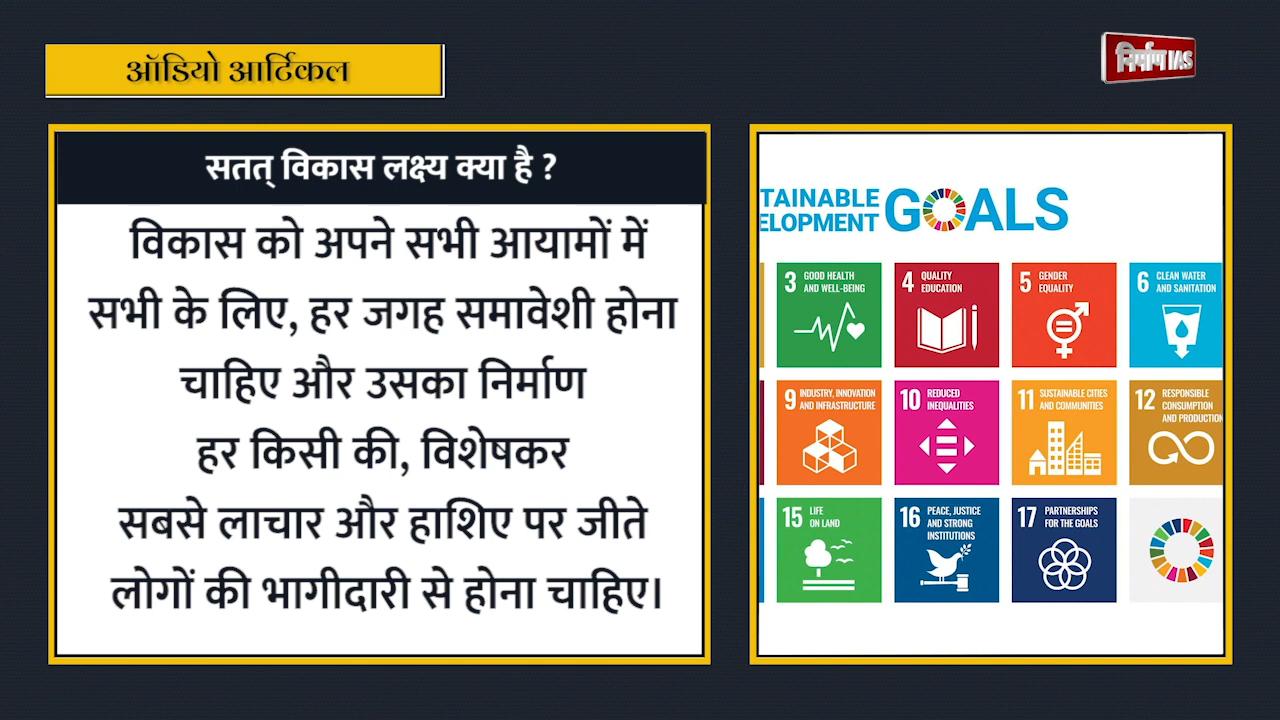 ऑडियो आर्टिकल
निर्माण IAS
सतत् विकास लक्ष्य क्या है ?
विकास को अपने सभी आयामों में
सभी के लिए, हर जगह समावेशी होना
चाहिए और उसका निर्माण
हर किसी की, विशेषकर
सबसे लाचार और हाशिए पर जीते
लोगों की भागीदारी से होना चाहिए।
TAINABLE
ELOPMENT
GOALS
3 GOOD HEALTH
AND WELL-BEING
4 QUALITY
EDUCATION
5 GENDER
EQUALITY
6 CLEAN WATER
AND SANITATION
9 INDUSTRY, INNOVATION
AND INFRASTRUCTURE
10 REDUCED
INEQUALITIES
11 SUSTAINABLE CITIES
AND COMMUNITIES
12 RESPONSIBLE
CONSUMPTION
AND PRODUCTION
15 LIFE
ON LAND
16 PEACE, JUSTICE
AND STRONG
INSTITUTIONS
17 PARTNERSHIPS
FOR THE GOALS